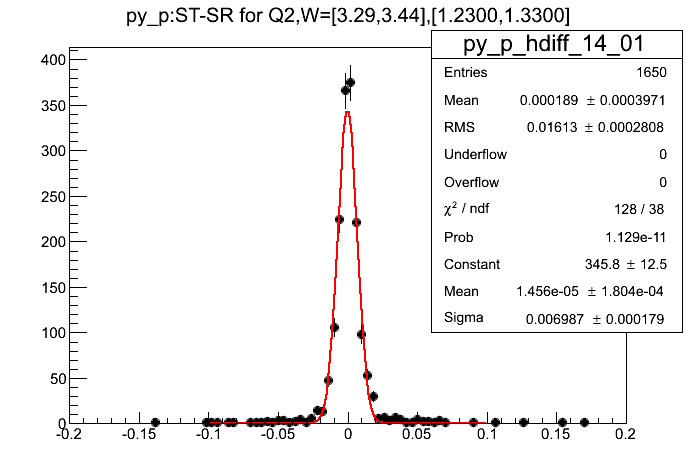 py_p:ST-SR for Q2,W=[3.29,3.44],[1.2300,1.3300]
py_p_hdiff_14_01
Entries 1650
Mean 0.000189 ± 0.0003971
RMS 0.01613 ± 0.0002808
Underflow 0
Overflow 0
χ² / ndf 128 / 38
Prob 1.129e-11
Constant 345.8 ± 12.5
Mean 1.456e-05 ± 1.804e-04
Sigma 0.006987 ± 0.000179
400
350
300
250
200
150
100
50
0
-0.2 -0.15 -0.1 -0.05 0 0.05 0.1 0.15 0.2